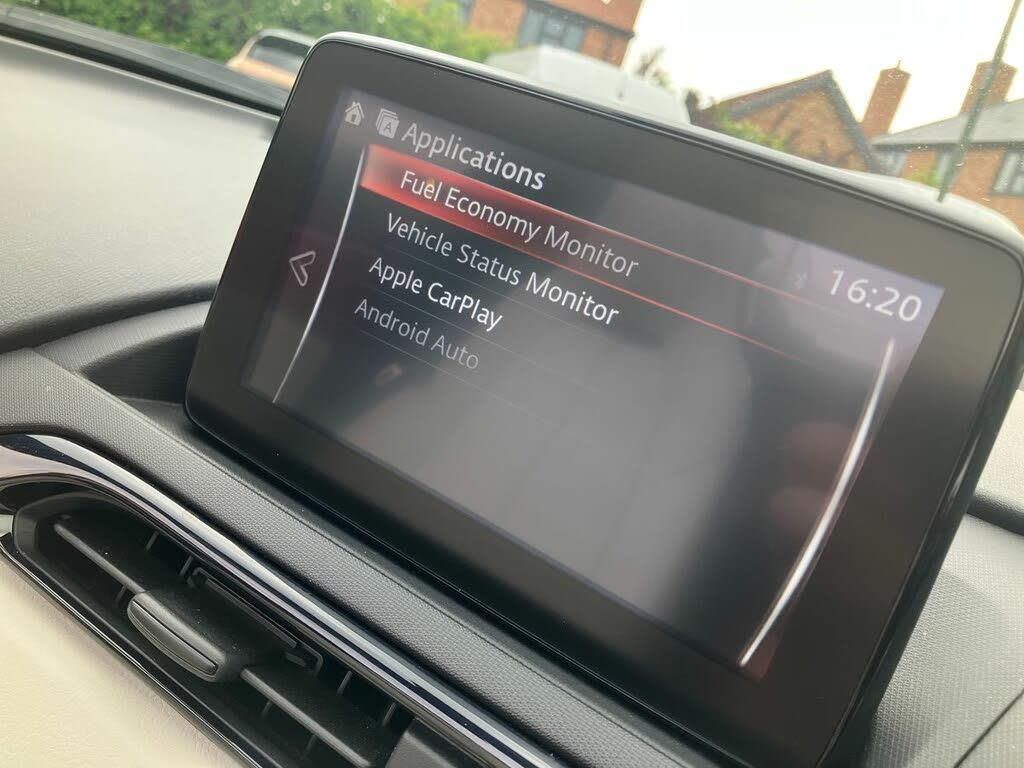 Applications
16:20
Fuel Economy Monitor
Vehicle Status Monitor
Apple CarPlay
Android Auto